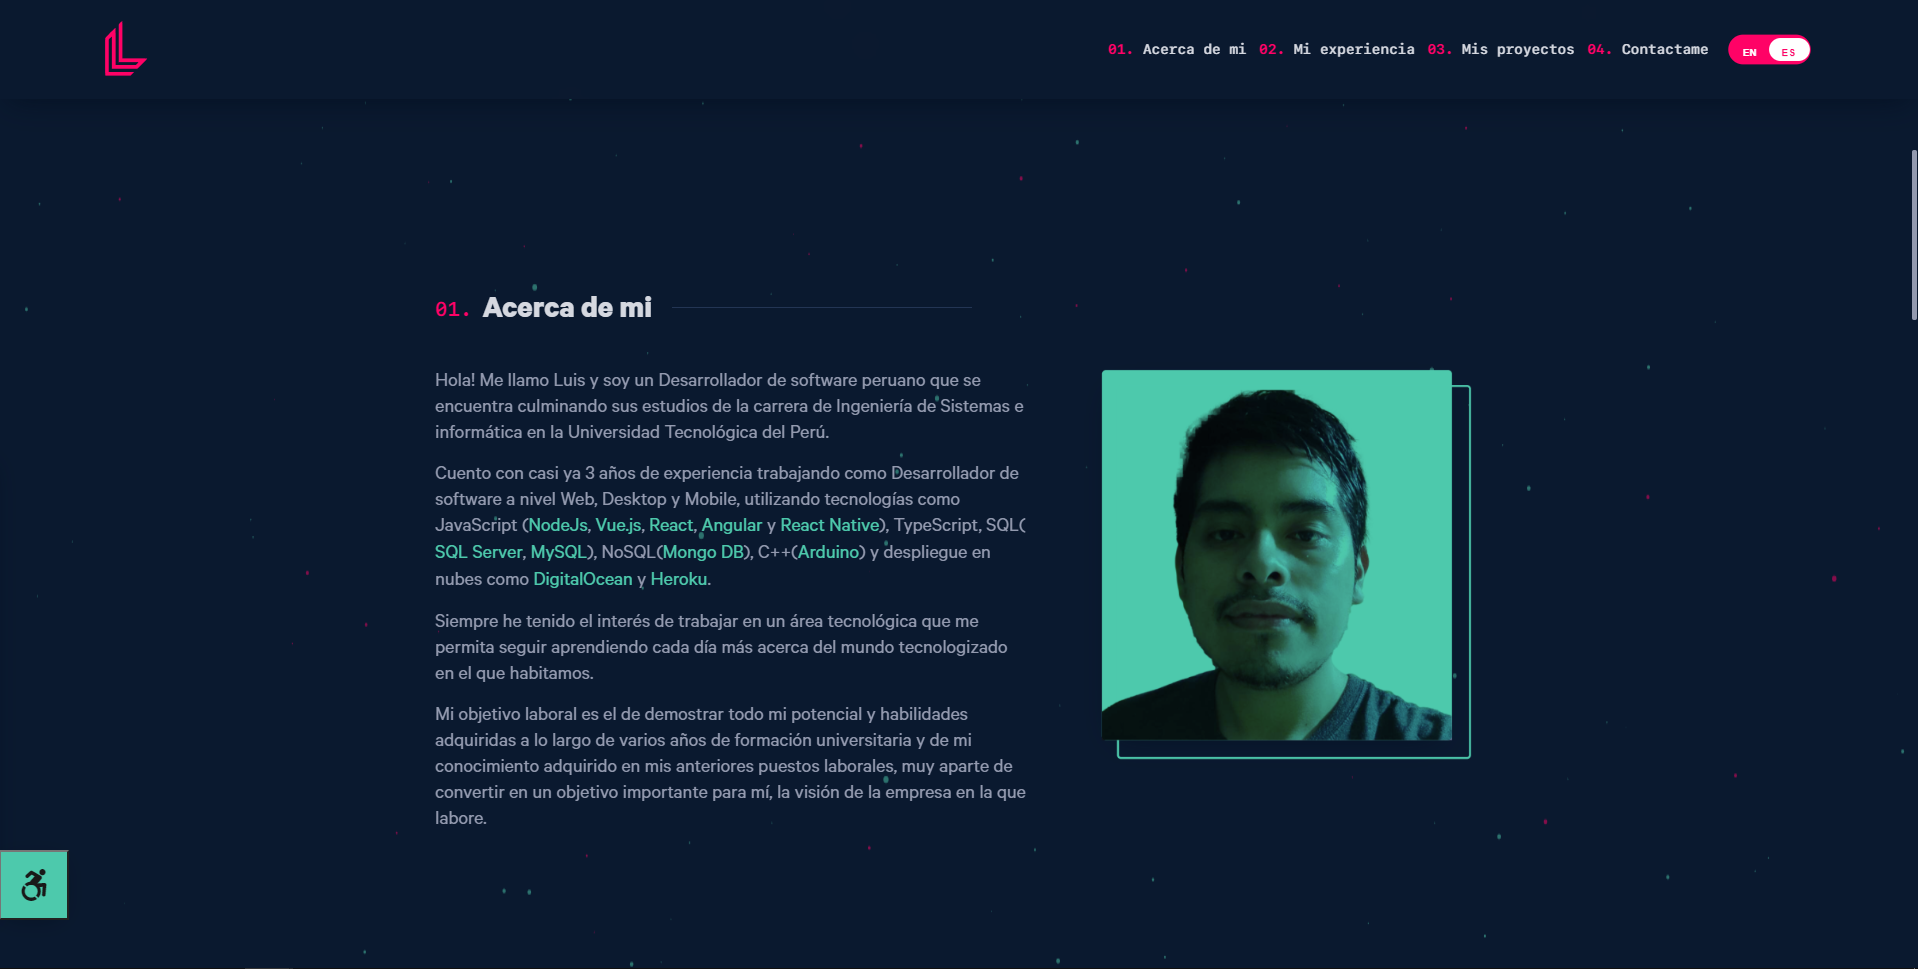 01. Acerca de mi 02. Mi experiencia 03. Mis proyectos 04. Contactame EN ES
01. Acerca de mi
Hola! Me llamo Luis y soy un Desarrollador de software peruano que se
encuentra culminando sus estudios de la carrera de Ingeniería de Sistemas e
informática en la Universidad Tecnológica del Perú.
Cuento con casi ya 3 años de experiencia trabajando como Desarrollador de
software a nivel Web, Desktop y Mobile, utilizando tecnologías como
JavaScript (NodeJs, Vue.js, React, Angular y React Native), TypeScript, SQL(
SQL Server, MySQL), NoSQL(Mongo DB), C++(Arduino) y despliegue en
nubes como DigitalOcean y Heroku.
Siempre he tenido el interés de trabajar en un área tecnológica que me
permita seguir aprendiendo cada día más acerca del mundo tecnologizado
en el que habitamos.
Mi objetivo laboral es el de demostrar todo mi potencial y habilidades
adquiridas a lo largo de varios años de formación universitaria y de mi
conocimiento adquirido en mis anteriores puestos laborales, muy aparte de
convertir en un objetivo importante para mí, la visión de la empresa en la que
labore.